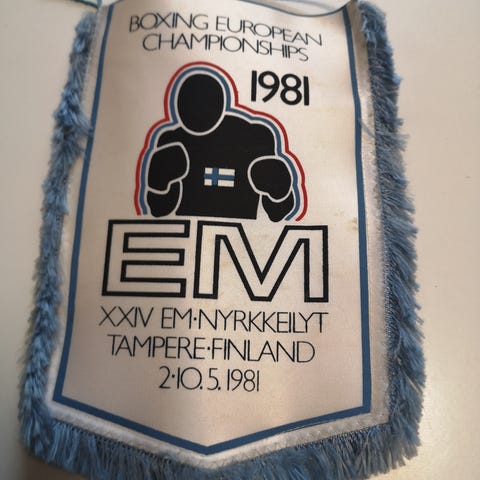 BOXING EUROPEAN
CHAMPIONSHIPS
1981
EM
XXIV EM·NYRKKEILYT
TAMPERE·FINLAND
2·10.5.1981